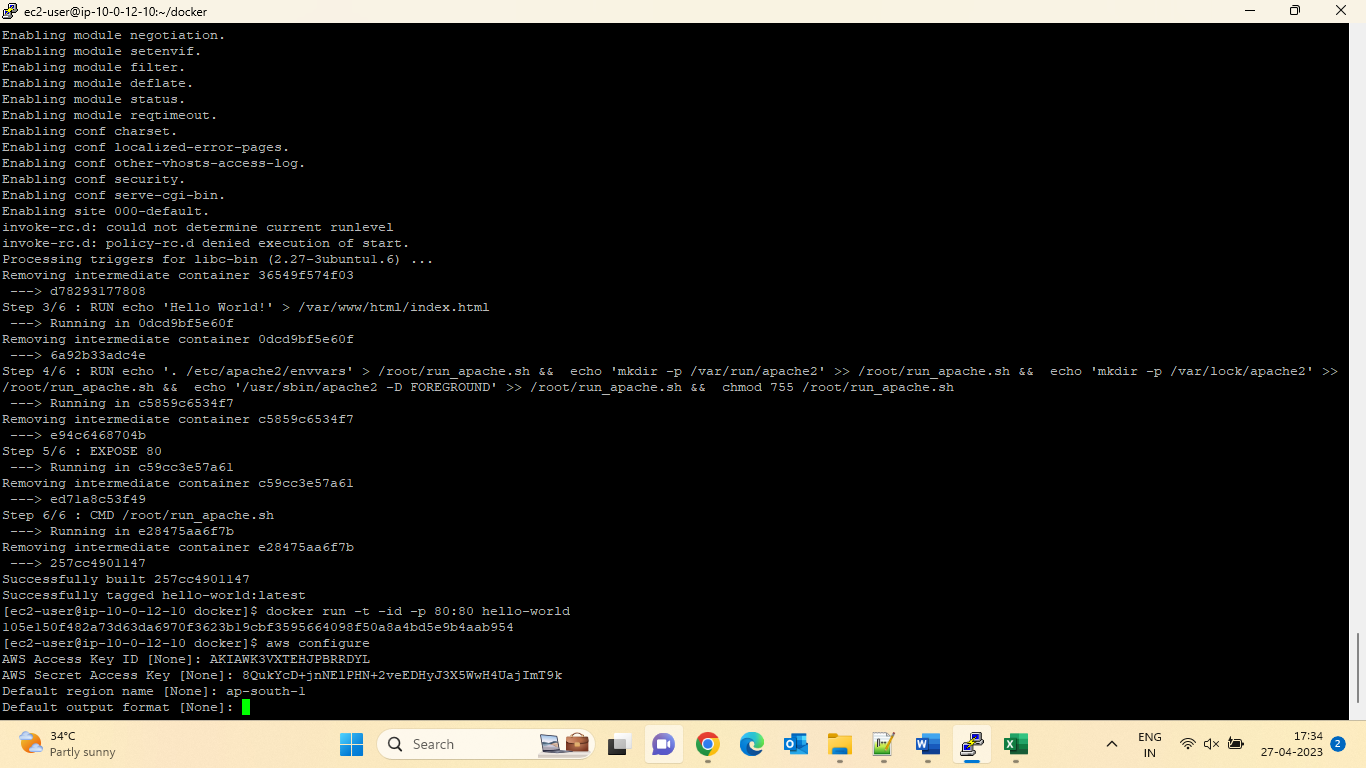 ec2-user@ip-10-0-12-10:~/docker
Enabling module negotiation.
Enabling module setenvif.
Enabling module filter.
Enabling module deflate.
Enabling module status.
Enabling module reqtimeout.
Enabling conf charset.
Enabling conf localized-error-pages.
Enabling conf other-vhosts-access-log.
Enabling conf security.
Enabling conf serve-cgi-bin.
Enabling site 000-default.
invoke-rc.d: could not determine current runlevel
invoke-rc.d: policy-rc.d denied execution of start.
Processing triggers for libc-bin (2.27-3ubuntu1.6) ...
Removing intermediate container 36549f574f03
---> d78293177808
Step 3/6 : RUN echo 'Hello World!' > /var/www/html/index.html
---> Running in 0dcd9bf5e60f
Removing intermediate container 0dcd9bf5e60f
---> 6a92b33adc4e
Step 4/6 : RUN echo '. /etc/apache2/envvars' > /root/run_apache.sh &&  echo 'mkdir -p /var/run/apache2' >> /root/run_apache.sh &&  echo 'mkdir -p /var/lock/apache2' >>
/root/run_apache.sh &&  echo '/usr/sbin/apache2 -D FOREGROUND' >> /root/run_apache.sh &&  chmod 755 /root/run_apache.sh
---> Running in c5859c6534f7
Removing intermediate container c5859c6534f7
---> e94c6468704b
Step 5/6 : EXPOSE 80
---> Running in c59cc3e57a61
Removing intermediate container c59cc3e57a61
---> ed71a8c53f49
Step 6/6 : CMD /root/run_apache.sh
---> Running in e28475aa6f7b
Removing intermediate container e28475aa6f7b
---> 257cc4901147
Successfully built 257cc4901147
Successfully tagged hello-world:latest
[ec2-user@ip-10-0-12-10 docker]$ docker run -t -id -p 80:80 hello-world
105e150f482a73d63da6970f3623b19cbf3595664098f50a8a4bd5e9b4aab954
[ec2-user@ip-10-0-12-10 docker]$ aws configure
AWS Access Key ID [None]: AKIAWK3VXTEHJPBRRDYL
AWS Secret Access Key [None]:
Default region name [None]: ap-south-1
Default output format [None]:
34°C
Partly sunny
Search
ENG
IN
17:34
27-04-2023
2